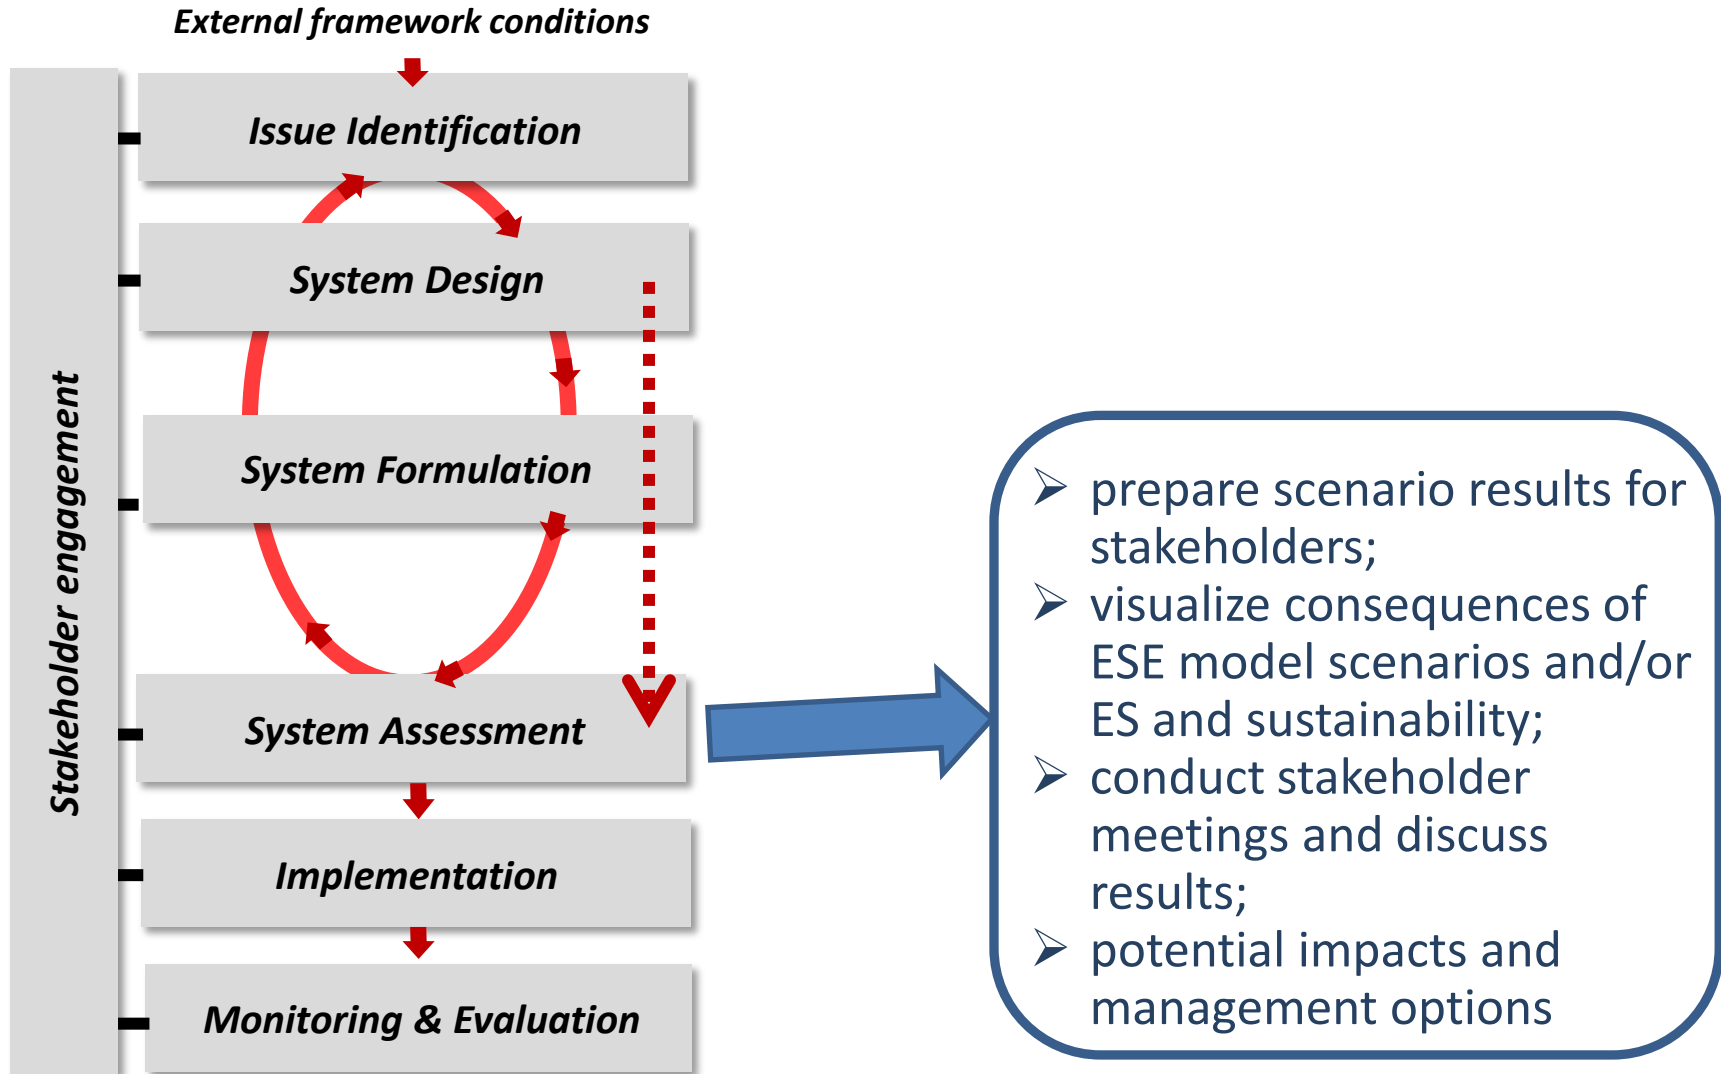 External framework conditions
Issue Identification
System Design
System Formulation
System Assessment
Implementation
Monitoring & Evaluation
Stakeholder engagement
➢ prepare scenario results for
stakeholders;
➢ visualize consequences of
ESE model scenarios and/or
ES and sustainability;
➢ conduct stakeholder
meetings and discuss
results;
➢ potential impacts and
management options